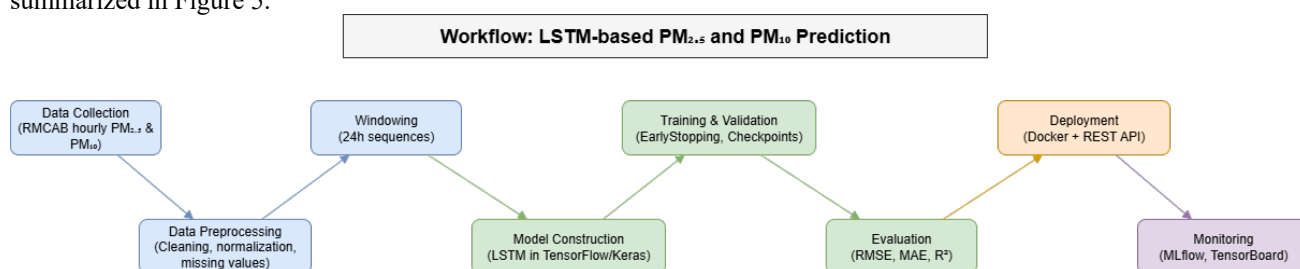 summarized in Figure 5.
Workflow: LSTM-based PM₂.₅ and PM₁₀ Prediction
Data Collection
(RMCAB hourly PM₂.₅ &
PM₁₀)
Data Preprocessing
(Cleaning, normalization,
missing values)
Windowing
(24h sequences)
Model Construction
(LSTM in TensorFlow/Keras)
Training & Validation
(EarlyStopping, Checkpoints)
Evaluation
(RMSE, MAE, R²)
Deployment
(Docker + REST API)
Monitoring
(MLflow, TensorBoard)